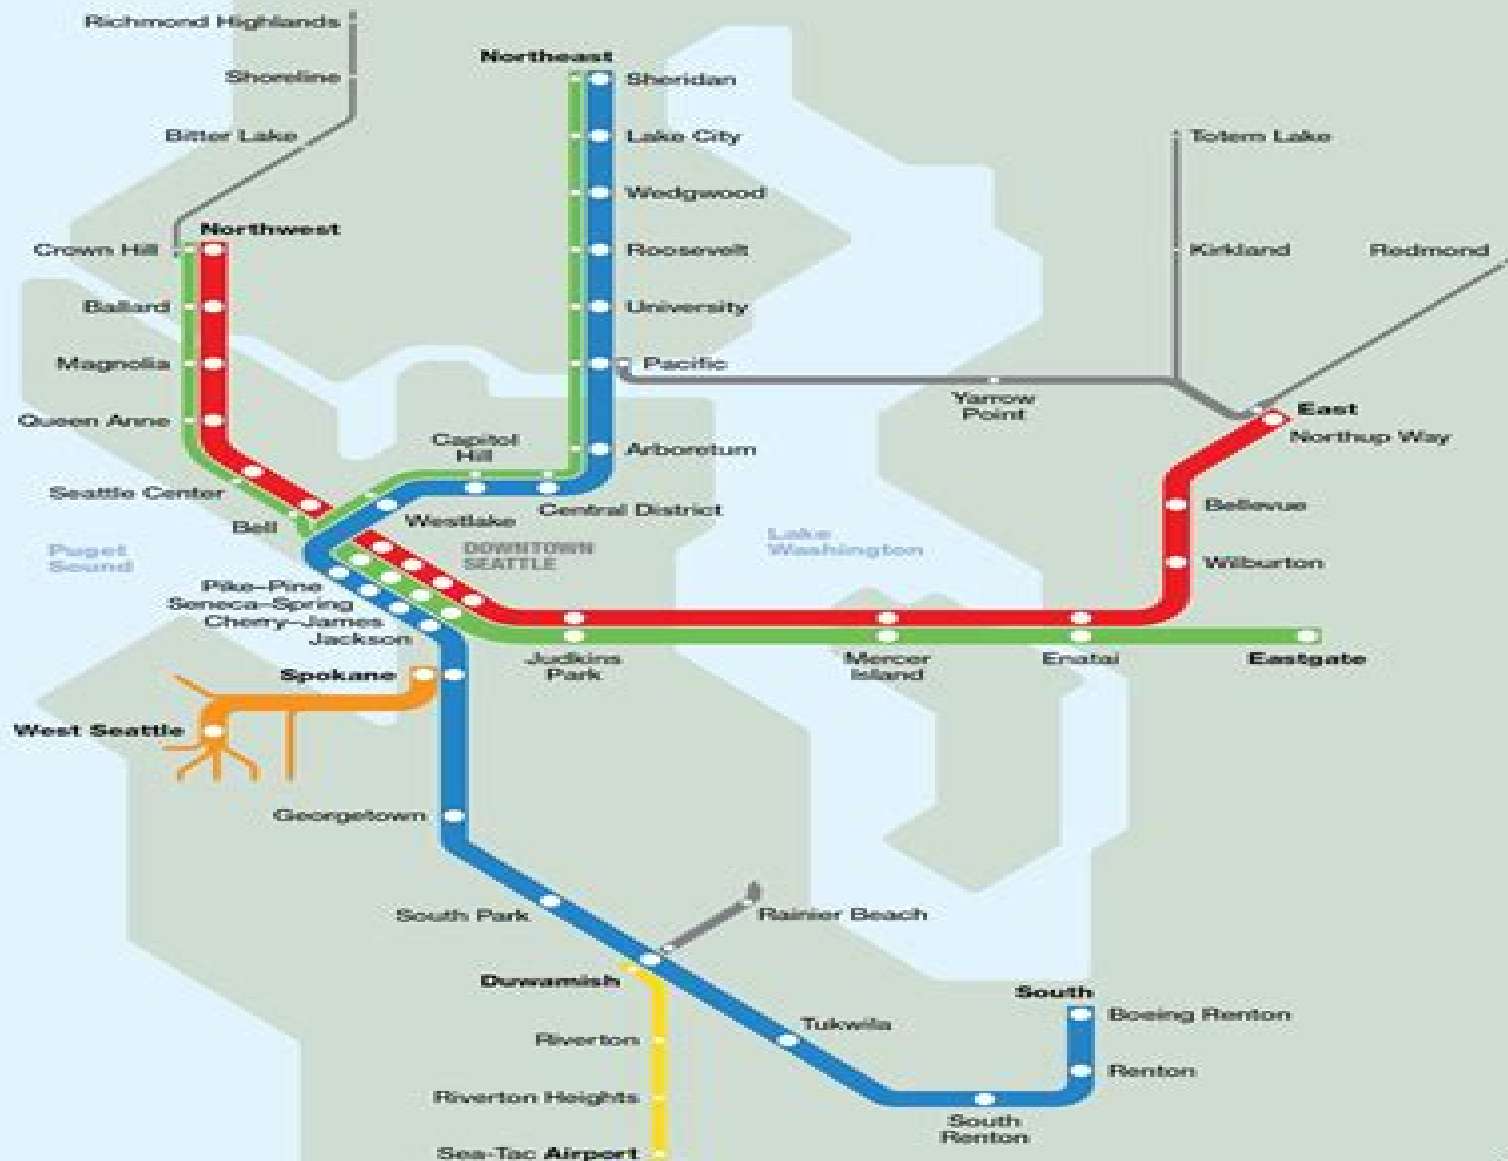 Richmond Highlands
Shoreline
Bitter Lake
Northwest
Crown Hill
Ballard
Magnolia
Queen Anne
Seattle Center
Bell
Northeast
Sheridan
Lake City
Wedgwood
Roosevelt
University
Pacific
Arboretum
Capitol
Hill
Central District
Westlake
Totem Lake
Kirkland
Redmond
Yarrow
Point
East
Northup Way
Bellevue
Wilburton
Puget
Sound
DOWNTOWN
SEATTLE
Lake
Washington
Pike–Pine
Seneca–Spring
Cherry–James
Jackson
Judkins
Park
Mercer
Island
Enatai
Eastgate
Spokane
West Seattle
Georgetown
South Park
Rainier Beach
Duwamish
Riverton
Riverton Heights
Sea-Tac Airport
Tukwila
South
Boeing Renton
Renton
South
Renton